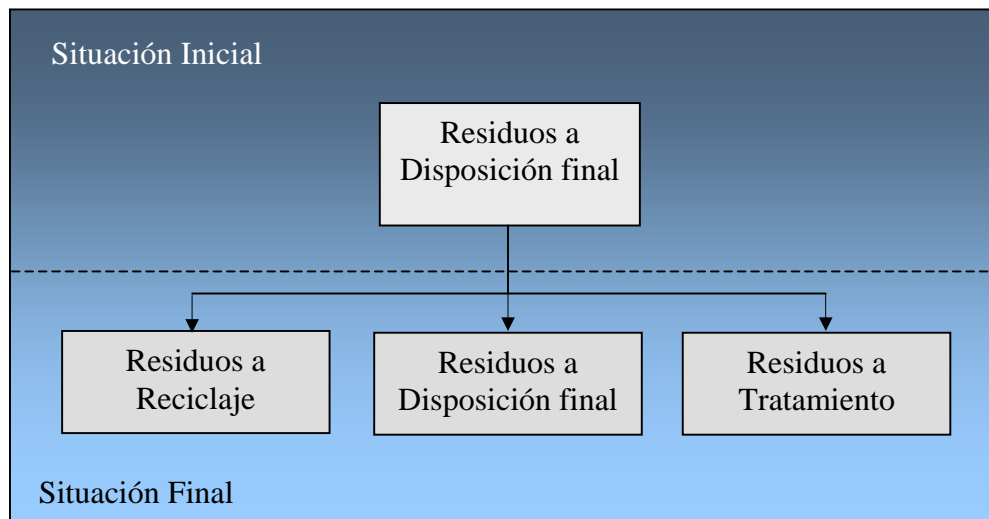 Situación Inicial
Residuos a
Disposición final
Residuos a
Reciclaje
Residuos a
Disposición final
Residuos a
Tratamiento
Situación Final